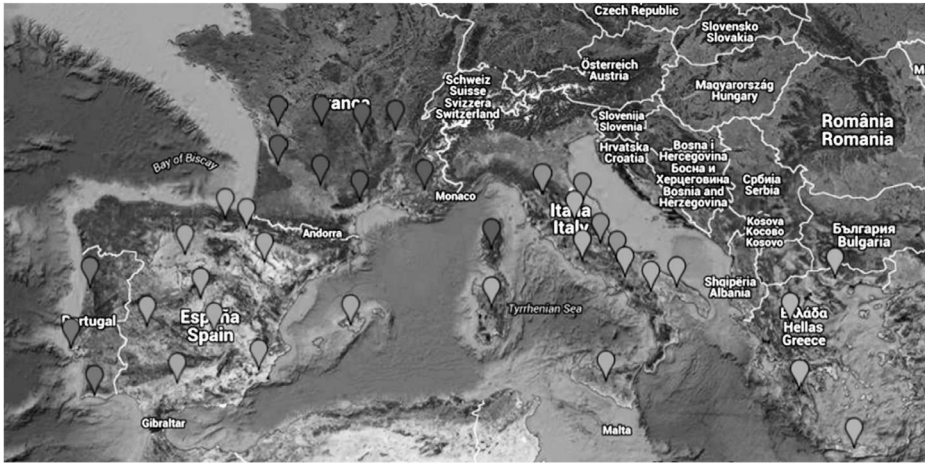 Czech Republic
Slovensko
Slovakia
Österreich
Austria
Magyarország
Hungary
România
Romania
Schweiz
Suisse
Svizzera
Switzerland
France
Slovenija
Slovenia
Hrvatska
Croatia
Bosna i
Hercegovina
Босна и
Херцеговина
Bosnia and
Herzegovina
Србија
Serbia
Bay of Biscay
Monaco
Andorra
Italia
Italy
Kosova
Косово
Kosovo
България
Bulgaria
Shqipëria
Albania
Portugal
España
Spain
Tyrrhenian Sea
Ελλάδα
Hellas
Greece
Gibraltar
Malta